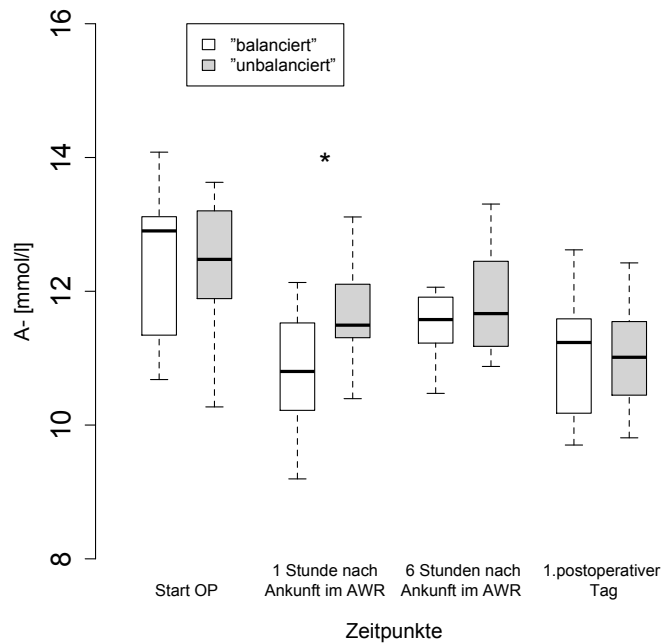 16
"balanciert"
"unbalanciert"
*
14
12
10
8
A- [mmol/l]
Start OP
1 Stunde nach
Ankunft im AWR
6 Stunden nach
Ankunft im AWR
1.postoperativer
Tag
Zeitpunkte